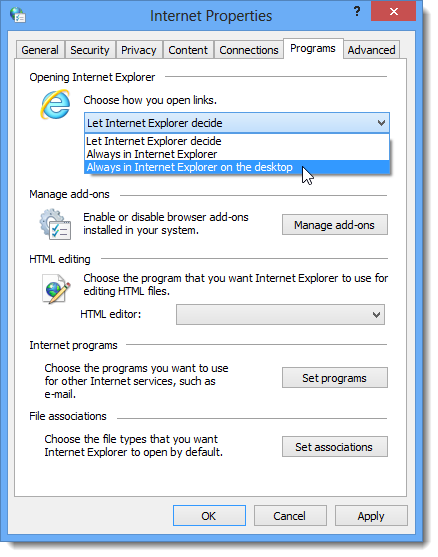 Internet Properties
?
General
Security
Privacy
Content
Connections
Programs
Advanced
Opening Internet Explorer
Choose how you open links.
Let Internet Explorer decide
Let Internet Explorer decide
Always in Internet Explorer
Always in Internet Explorer on the desktop
Manage add-ons
Enable or disable browser add-ons
installed in your system.
Manage add-ons
HTML editing
Choose the program that you want Internet Explorer to use for
editing HTML files.
HTML editor:
Internet programs
Choose the programs you want to use
for other Internet services, such as
e-mail.
Set programs
File associations
Choose the file types that you want
Internet Explorer to open by default.
Set associations
OK
Cancel
Apply